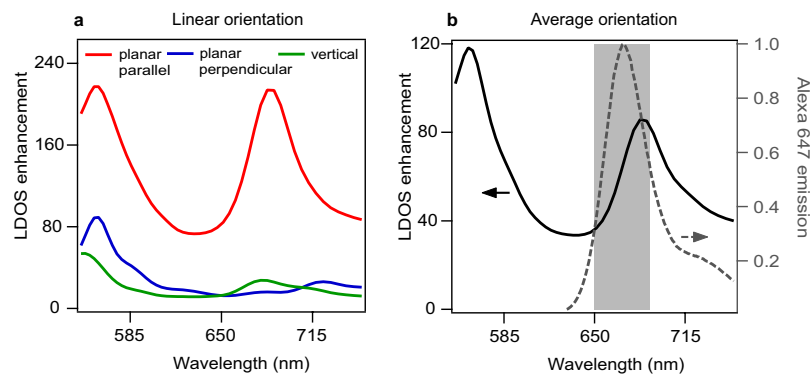 a Linear orientation
planar parallel
planar perpendicular
vertical
LDOS enhancement
240
160
80
0
585 650 715
Wavelength (nm)
b Average orientation
LDOS enhancement
120
80
40
0
1.0
0.8
0.6
0.4
0.2
Alexa 647 emission
585 650 715
Wavelength (nm)